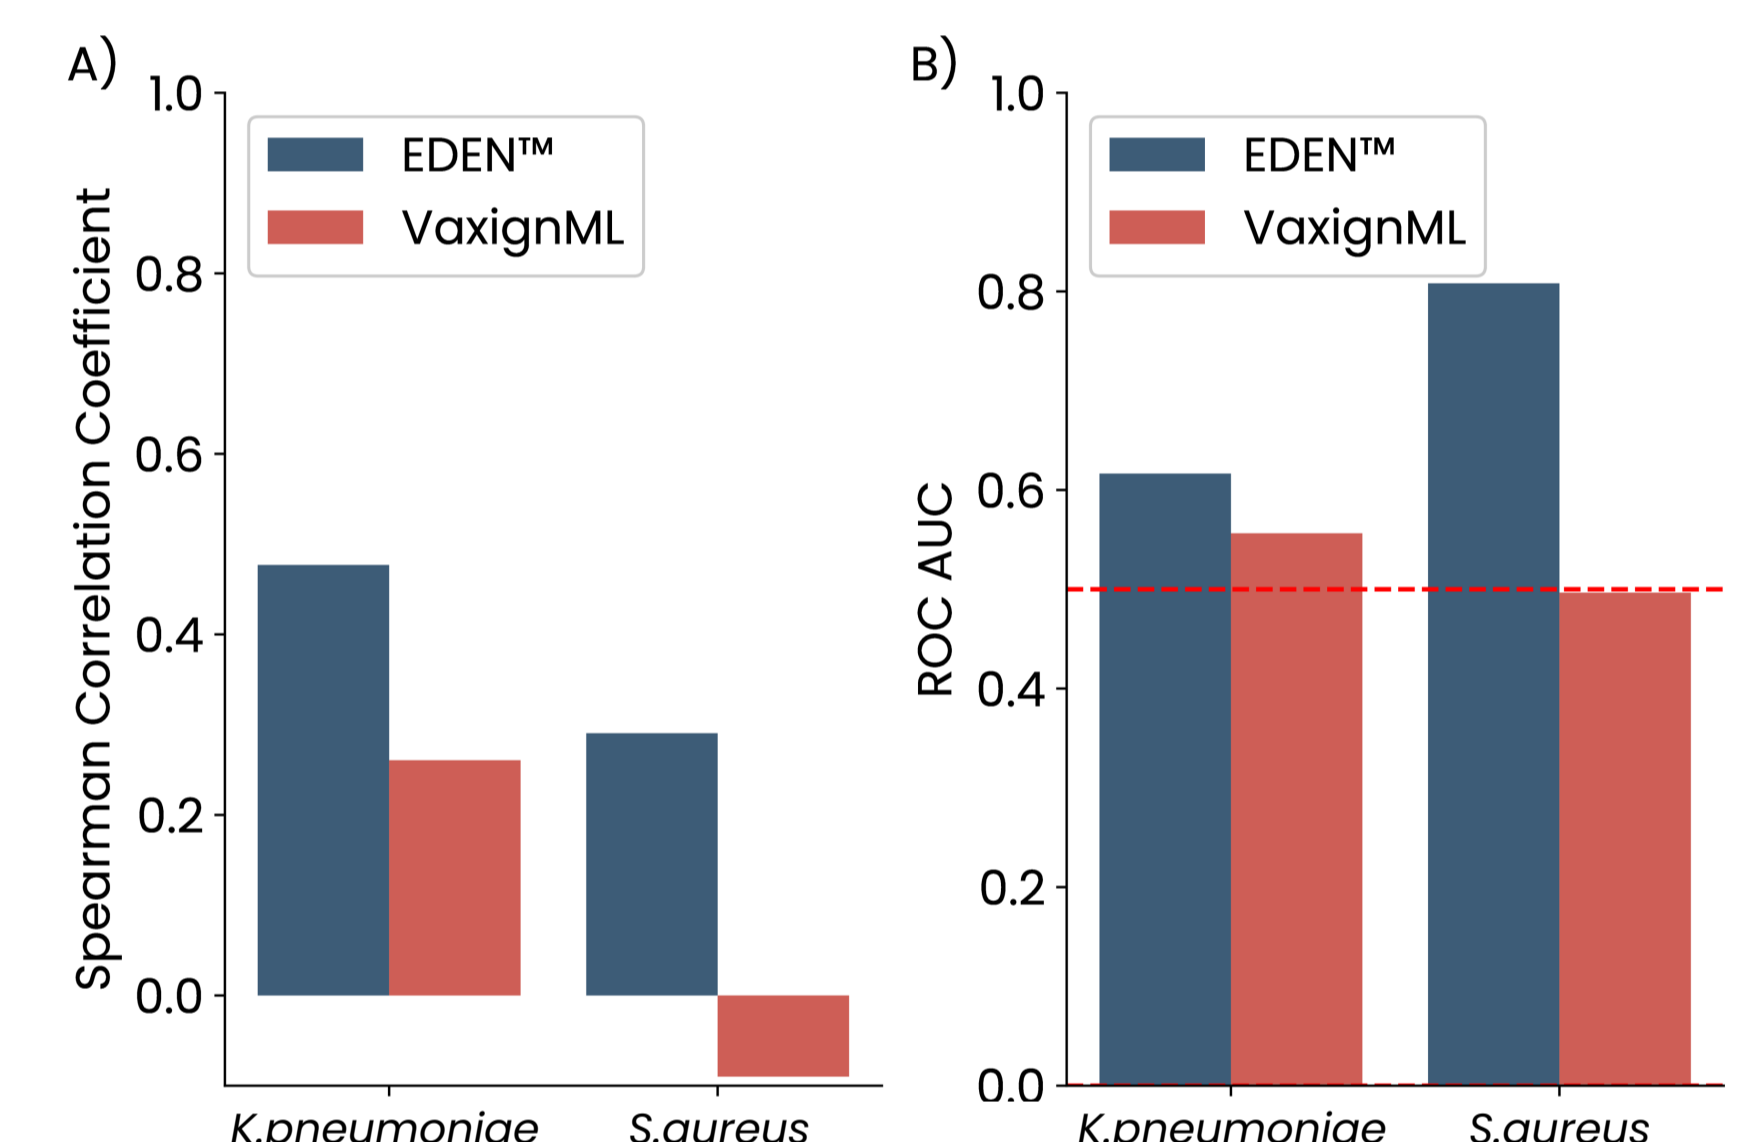 A)
1.0
0.8
0.6
0.4
0.2
0.0
Spearman Correlation Coefficient
EDEN™
VaxignML
K.pneumoniae
S.aureus
B)
1.0
0.8
0.6
0.4
0.2
0.0
ROC AUC
EDEN™
VaxignML
K.pneumoniae
S.aureus